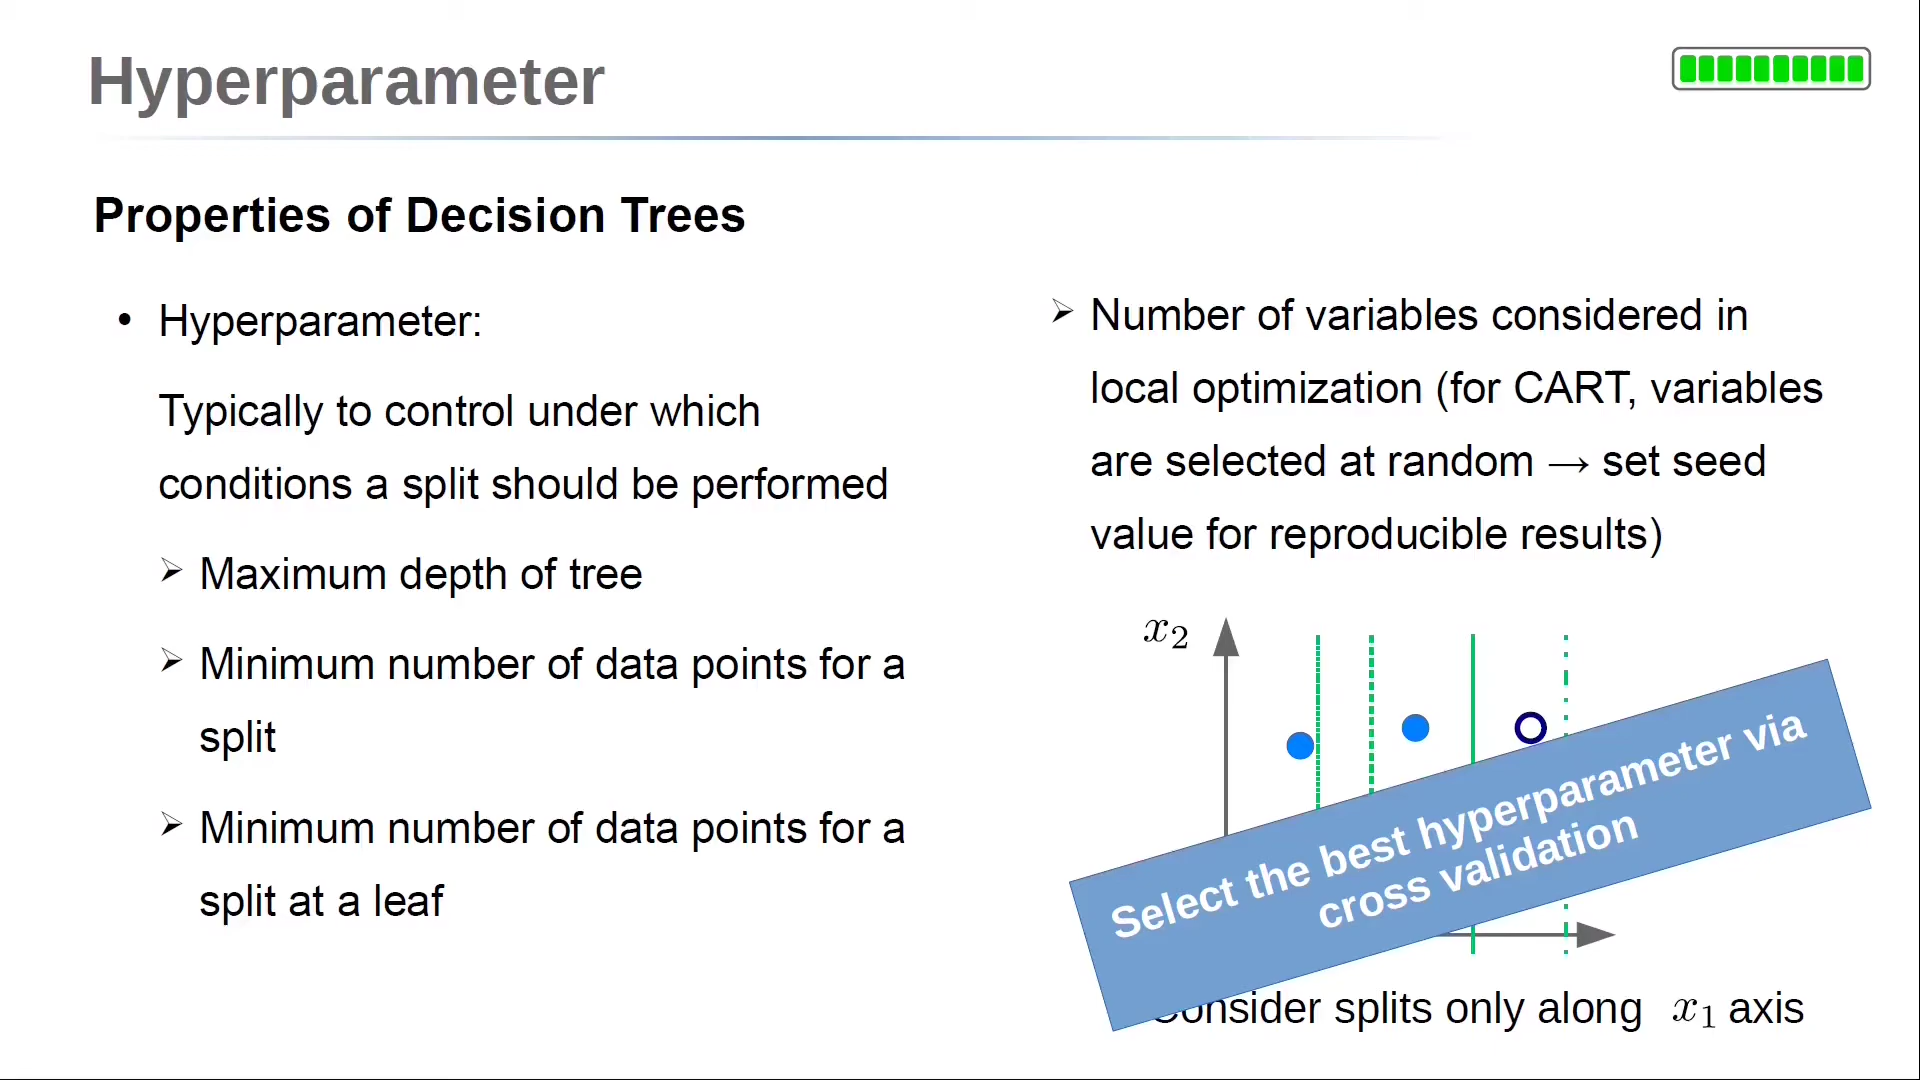 Hyperparameter
Properties of Decision Trees
• Hyperparameter:
Typically to control under which
conditions a split should be performed
➢ Maximum depth of tree
➢ Minimum number of data points for a
split
➢ Minimum number of data points for a
split at a leaf
➢ Number of variables considered in
local optimization (for CART, variables
are selected at random → set seed
value for reproducible results)
x₂
Select the best hyperparameter via
cross validation
Consider splits only along x₁ axis